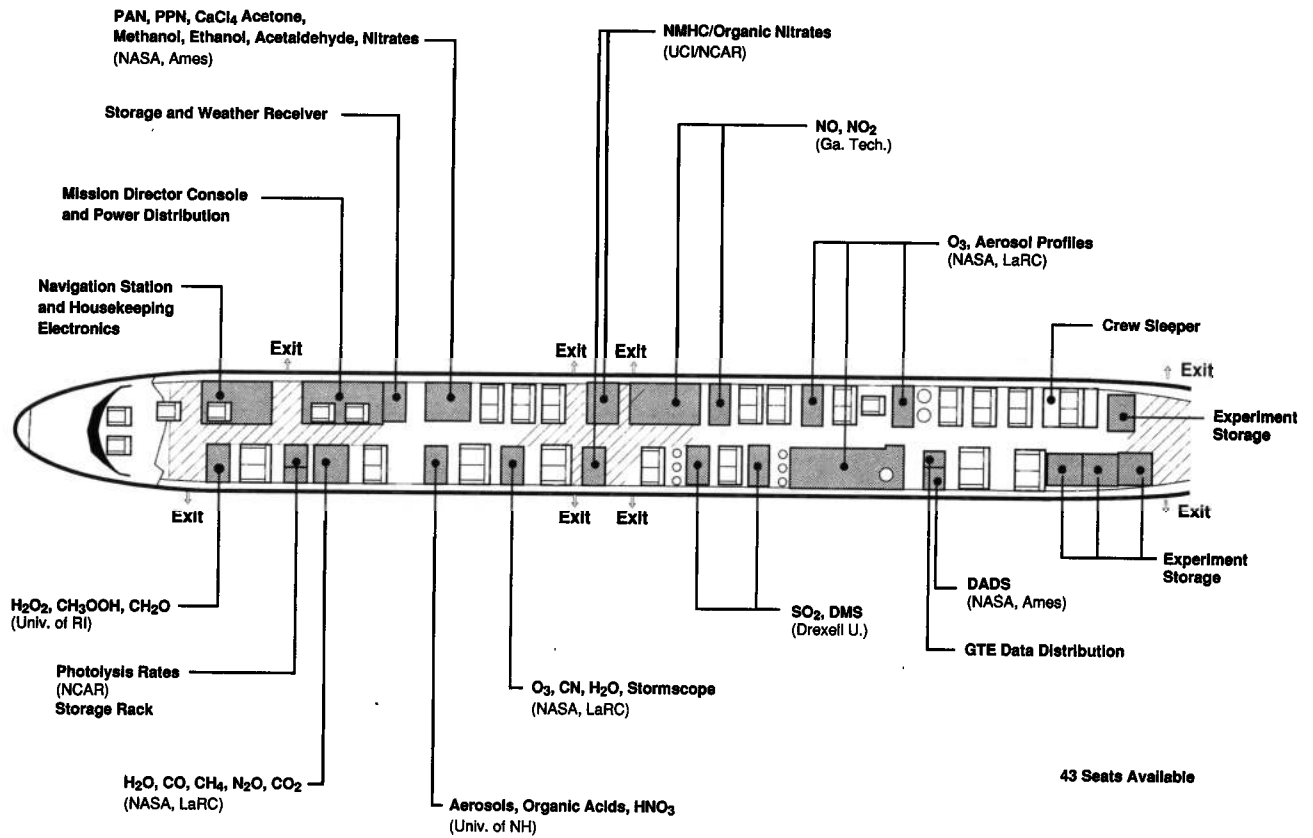 PAN, PPN, CaCl4 Acetone,
Methanol, Ethanol, Acetaldehyde, Nitrates
(NASA, Ames)
NMHC/Organic Nitrates
(UCI/NCAR)
Storage and Weather Receiver
NO, NO2
(Ga. Tech.)
Mission Director Console
and Power Distribution
O3, Aerosol Profiles
(NASA, LaRC)
Navigation Station
and Housekeeping
Electronics
Crew Sleeper
Exit
Exit
Exit
Exit
Experiment
Storage
Exit
Exit
Exit
Exit
Experiment
Storage
DADS
(NASA, Ames)
H2O2, CH3OOH, CH2O
(Univ. of RI)
SO2, DMS
(Drexell U.)
GTE Data Distribution
Photolysis Rates
(NCAR)
Storage Rack
O3, CN, H2O, Stormscope
(NASA, LaRC)
H2O, CO, CH4, N2O, CO2
(NASA, LaRC)
43 Seats Available
Aerosols, Organic Acids, HNO3
(Univ. of NH)